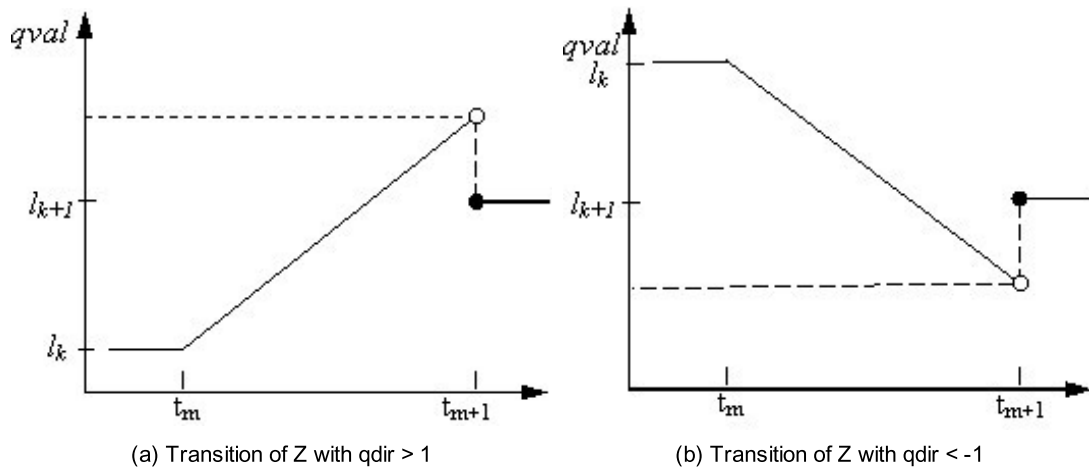 qval
l_{k+1}
l_k
t_m
t_{m+1}
(a) Transition of Z with qdir > 1
qval
l_k
l_{k+1}
t_m
t_{m+1}
(b) Transition of Z with qdir < -1